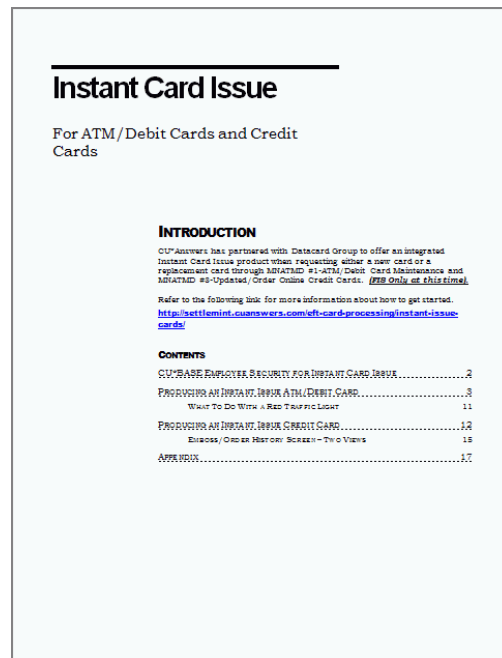 Instant Card Issue
For ATM/Debit Cards and Credit
Cards
INTRODUCTION
CU*Answers has partnered with Datacard Group to offer an integrated
Instant Card Issue product when requesting either a new card or a
replacement card through MNATMD #1-ATM/Debit Card Maintenance and
MNATMD #8-Updated/Order Online Credit Cards. (FIS Only at this time).
Refer to the following link for more information about how to get started.
http://settlemint.cuanswers.com/eft-card-processing/instant-issue-
cards/
CONTENTS
CU*BASE EMPLOYEE SECURITY FOR INSTANT CARD ISSUE 2
PRODUCING AN INSTANT ISSUE ATM/DEBIT CARD 3
WHAT TO DO WITH A RED TRAFFIC LIGHT 11
PRODUCING AN INSTANT ISSUE CREDIT CARD 12
EMBOSS/ORDER HISTORY SCREEN – TWO VIEWS 15
APPENDIX 17